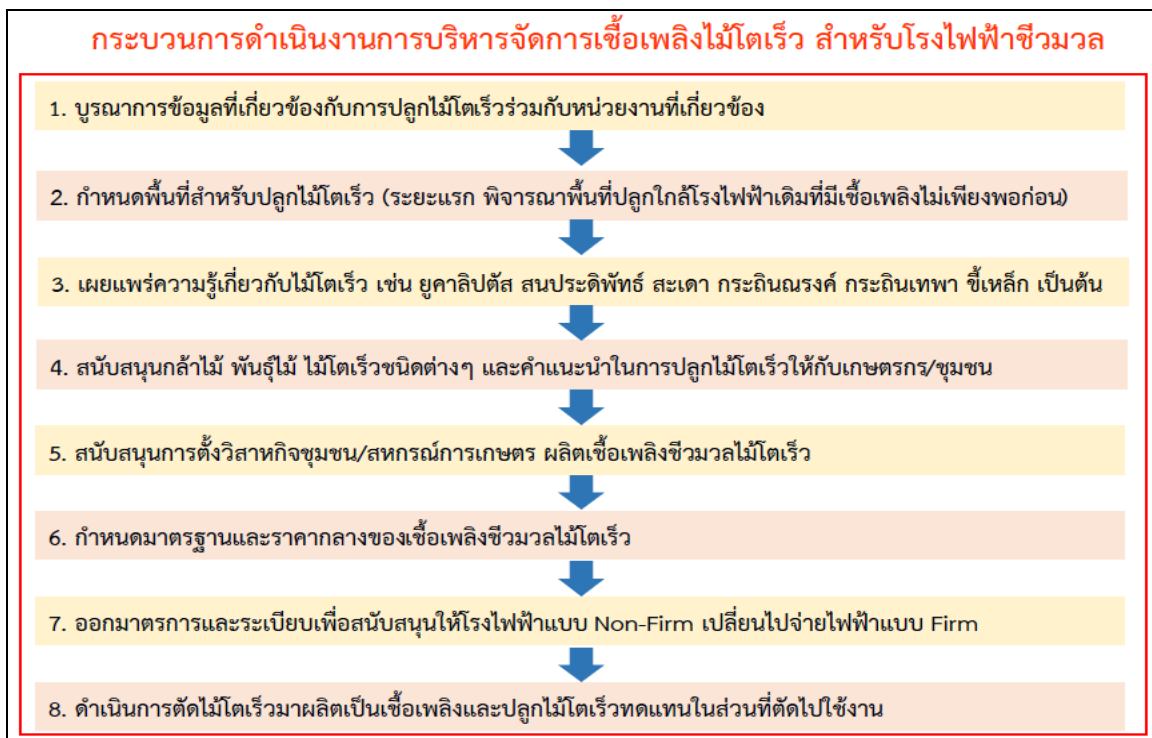 กระบวนการดำเนินงานการบริหารจัดการเชื้อเพลิงไม้โตเร็ว สำหรับโรงไฟฟ้าชีวมวล
1. บูรณาการข้อมูลที่เกี่ยวข้องกับการปลูกไม้โตเร็วร่วมกับหน่วยงานที่เกี่ยวข้อง
2. กำหนดพื้นที่สำหรับปลูกไม้โตเร็ว (ระยะแรก พิจารณาพื้นที่ปลูกใกล้โรงไฟฟ้าเดิมที่มีเชื้อเพลิงไม่เพียงพอก่อน)
3. เผยแพร่ความรู้เกี่ยวกับไม้โตเร็ว เช่น ยูคาลิปตัส สนประดิพัทธ์ สะเดา กระถินณรงค์ กระถินเทพา ขี้เหล็ก เป็นต้น
4. สนับสนุนกล้าไม้ พันธุ์ไม้ ไม้โตเร็วชนิดต่างๆ และคำแนะนำในการปลูกไม้โตเร็วให้กับเกษตรกร/ชุมชน
5. สนับสนุนการตั้งวิสาหกิจชุมชน/สหกรณ์การเกษตร ผลิตเชื้อเพลิงชีวมวลไม้โตเร็ว
6. กำหนดมาตรฐานและราคากลางของเชื้อเพลิงชีวมวลไม้โตเร็ว
7. ออกมาตรการและระเบียบเพื่อสนับสนุนให้โรงไฟฟ้าแบบ Non-Firm เปลี่ยนไปจ่ายไฟฟ้าแบบ Firm
8. ดำเนินการตัดไม้โตเร็วมาผลิตเป็นเชื้อเพลิงและปลูกไม้โตเร็วทดแทนในส่วนที่ตัดไปใช้งาน